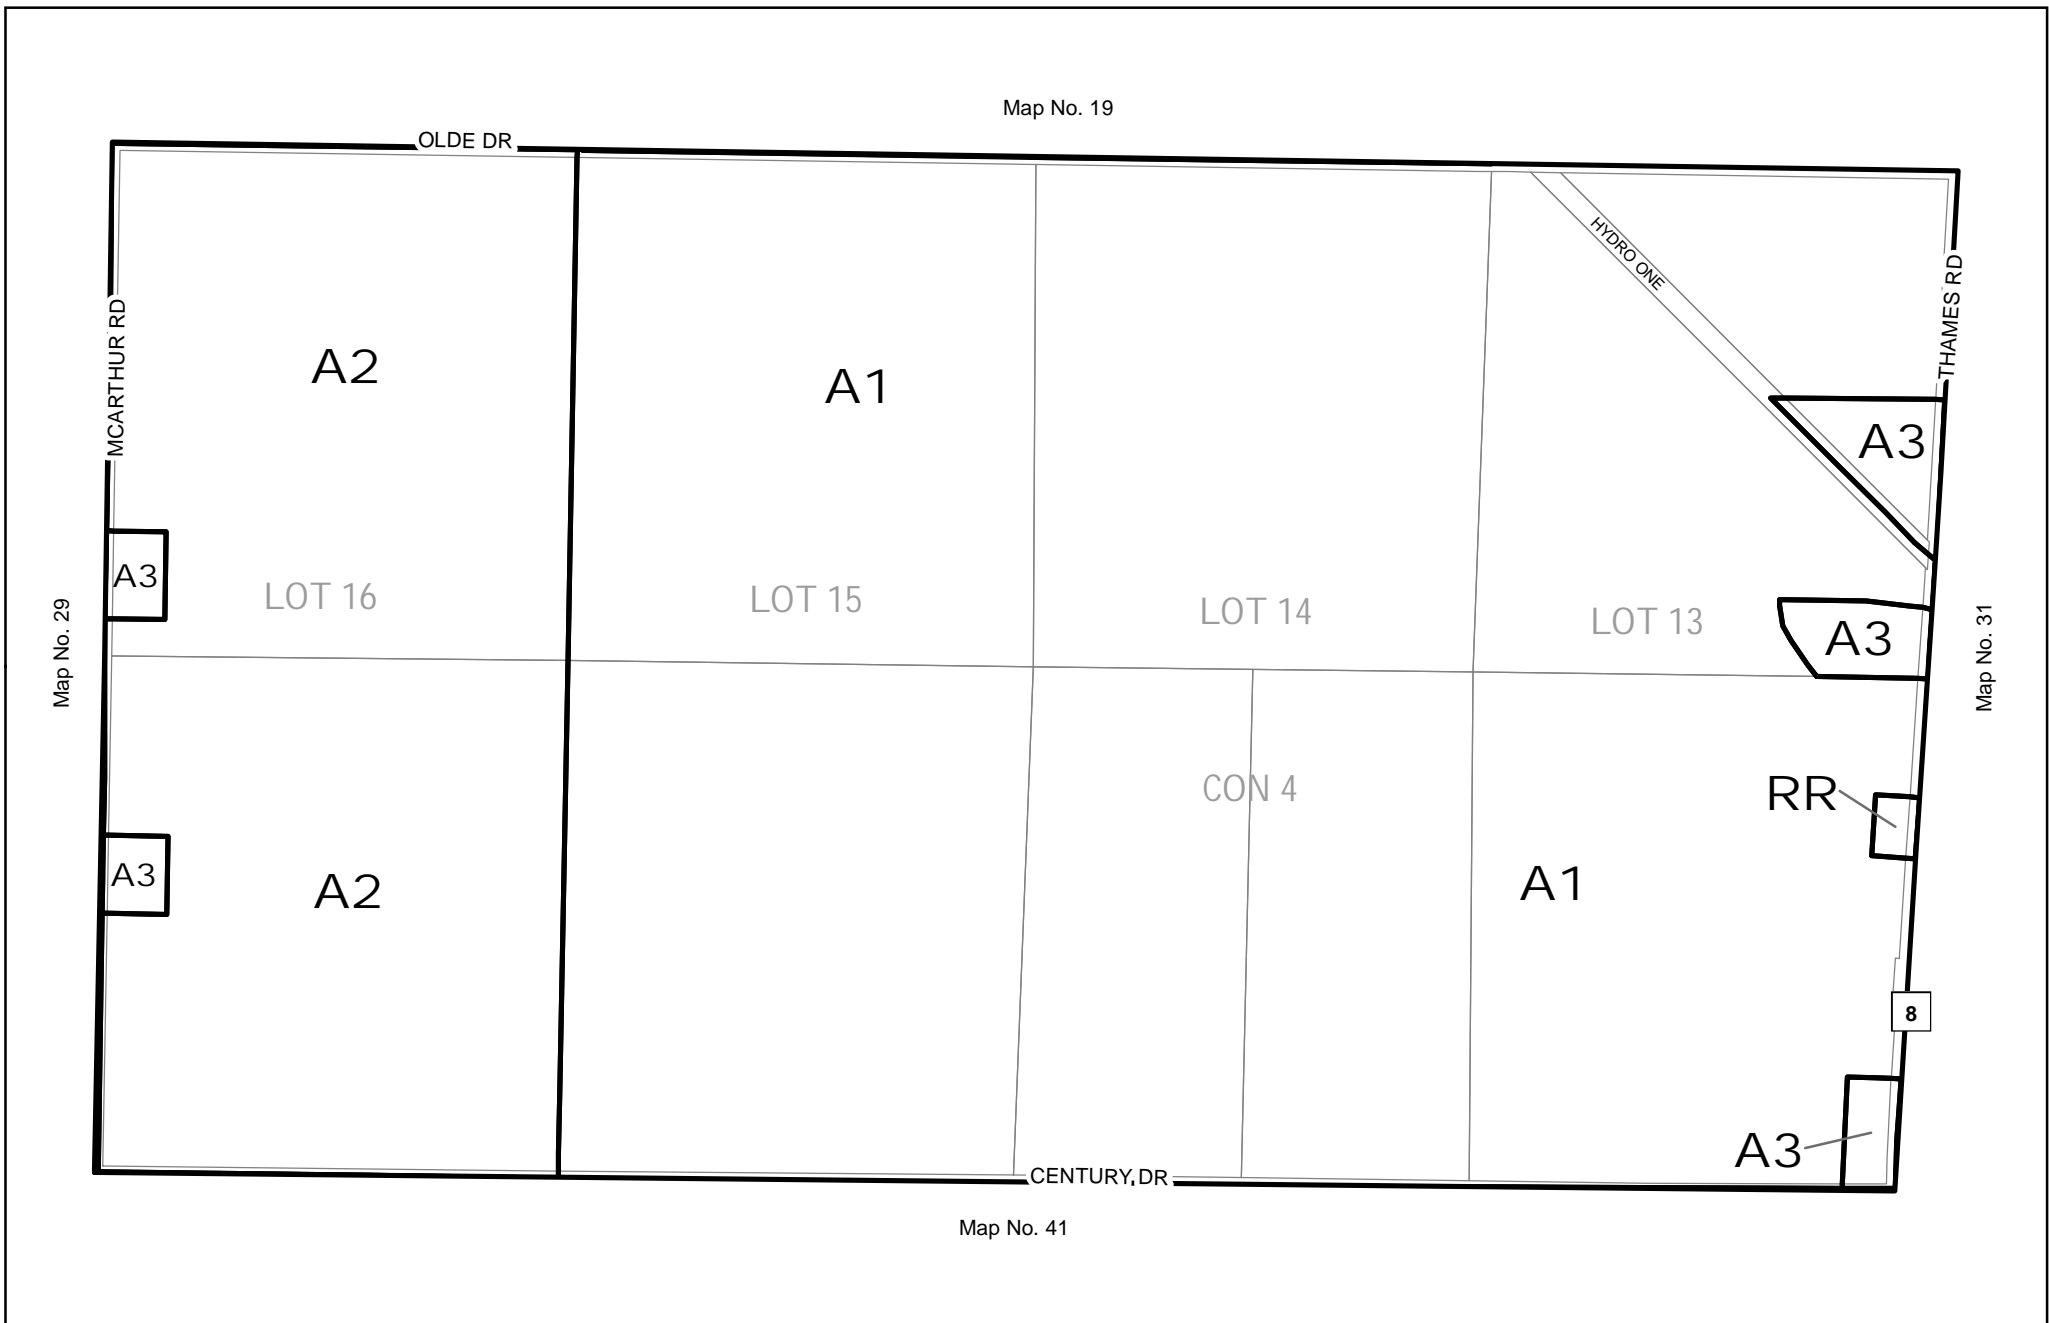 Map No. 19
OLDE DR
HYDRO ONE
THAMES RD
MCARTHUR RD
A2
A1
A3
A3
LOT 16
LOT 15
LOT 14
LOT 13
A3
Map No. 29
Map No. 31
CON 4
RR
A3
A2
A1
8
A3
CENTURY DR
Map No. 41